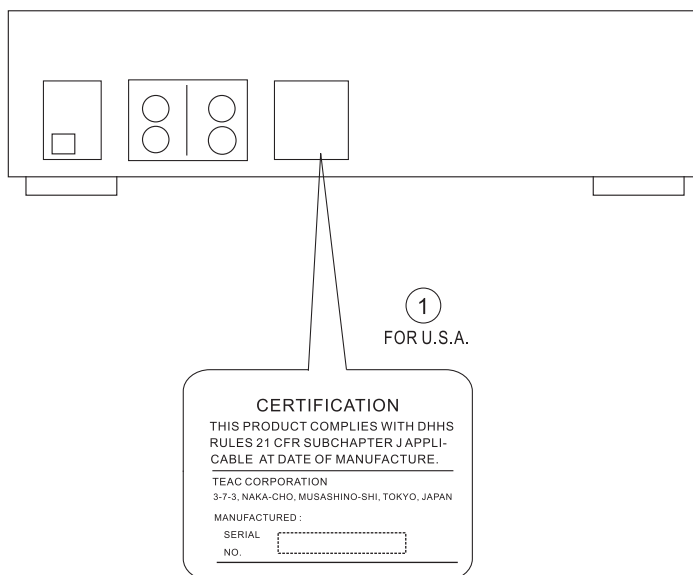 1
FOR U.S.A.
CERTIFICATION
THIS PRODUCT COMPLIES WITH DHHS
RULES 21 CFR SUBCHAPTER J APPLI-
CABLE AT DATE OF MANUFACTURE.
TEAC CORPORATION
3-7-3, NAKA-CHO, MUSASHINO-SHI, TOKYO, JAPAN
MANUFACTURED :
SERIAL
NO.